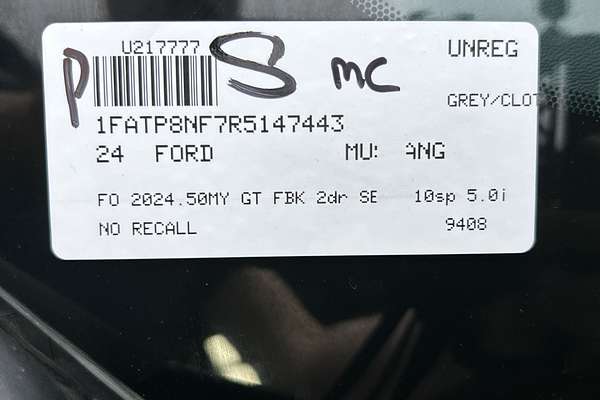 U217777 UNREG
P 8 MC
GREY/CLOT
1FATP8NF7R5147443
24 FORD MU: ANG
FO 2024.50MY GT FBK 2dr SE 10sp 5.0i
NO RECALL 9408